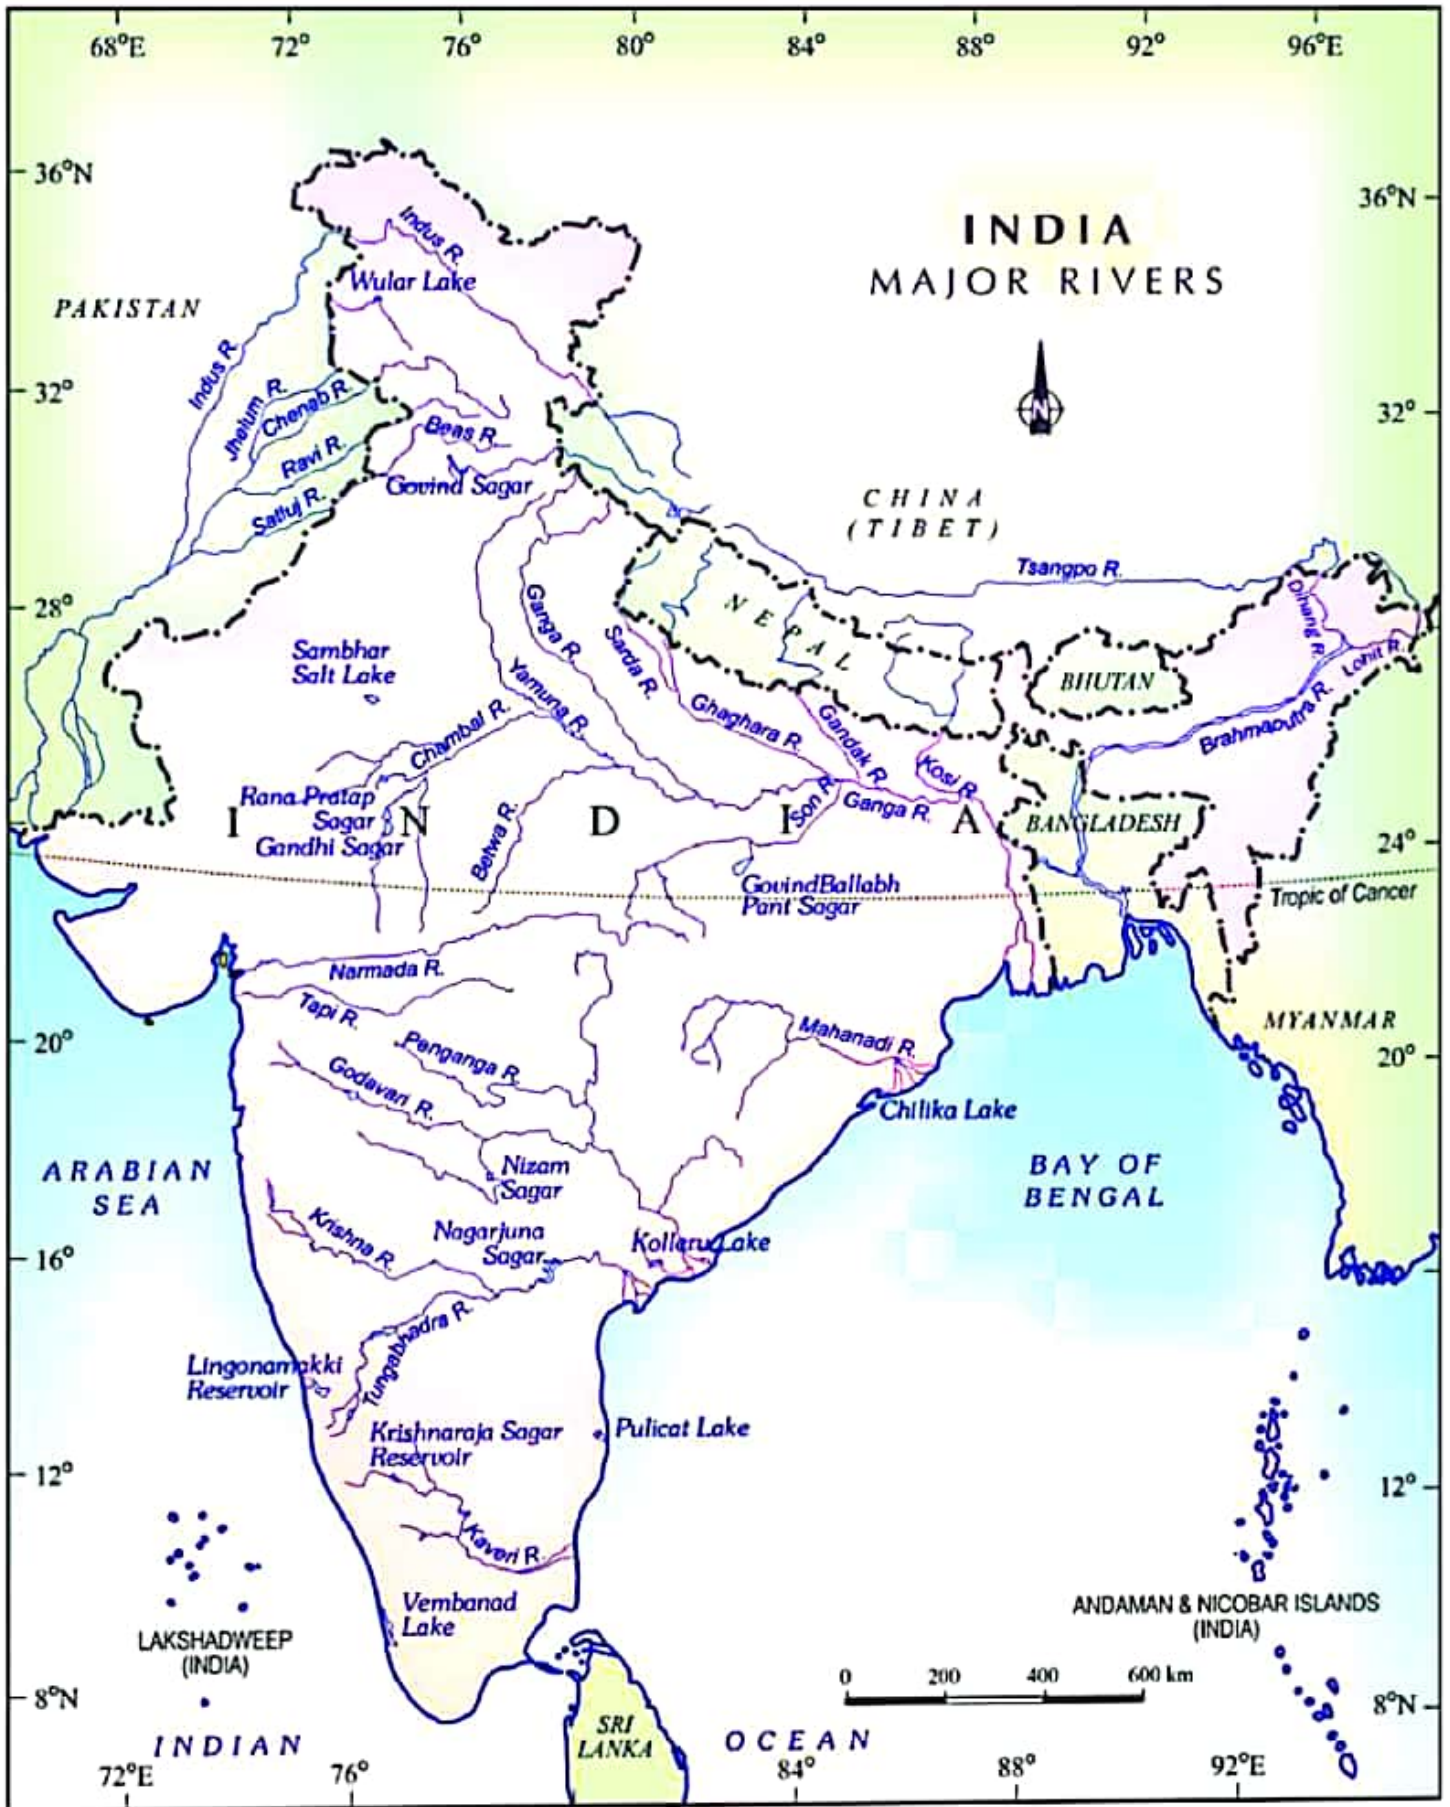 68°E 72° 76° 80° 84° 88° 92° 96°E
36°N
36°N
INDIA
MAJOR RIVERS
Indus R.
Wular Lake
PAKISTAN
Indus R.
32°
32°
Jhelum R.
Chenab R.
Ravi R.
Satluj R.
Beas R.
Govind Sagar
CHINA
(TIBET)
Tsangpo R.
28°
NEPAL
Dihang R.
Lohit R.
Brahmaputra R.
BHUTAN
Sambhar
Salt Lake
Ganga R.
Sarda R.
Yamuna R.
Ghaghara R.
Gandak R.
Kosi R.
Chambal R.
Rana Pratap
Sagar
Gandhi Sagar
INDIA
Betwa R.
Son R.
Ganga R.
BANGLADESH
24°
Tropic of Cancer
GovindBallabh
Pant Sagar
Narmada R.
Tapi R.
Penganga R.
Godavari R.
Mahanadi R.
MYANMAR
20°
20°
Chilika Lake
ARABIAN
SEA
BAY OF
BENGAL
Nizam
Sagar
Krishna R.
Nagarjuna
Sagar
Kolleru Lake
16°
Tungabhadra R.
Lingonamakki
Reservoir
Krishnaraja Sagar
Reservoir
Pulicat Lake
12°
12°
Kaveri R.
Vembanad
Lake
LAKSHADWEEP
(INDIA)
ANDAMAN & NICOBAR ISLANDS
(INDIA)
0 200 400 600 km
8°N
8°N
SRI
LANKA
INDIAN OCEAN
72°E 76° 84° 88° 92°E
N